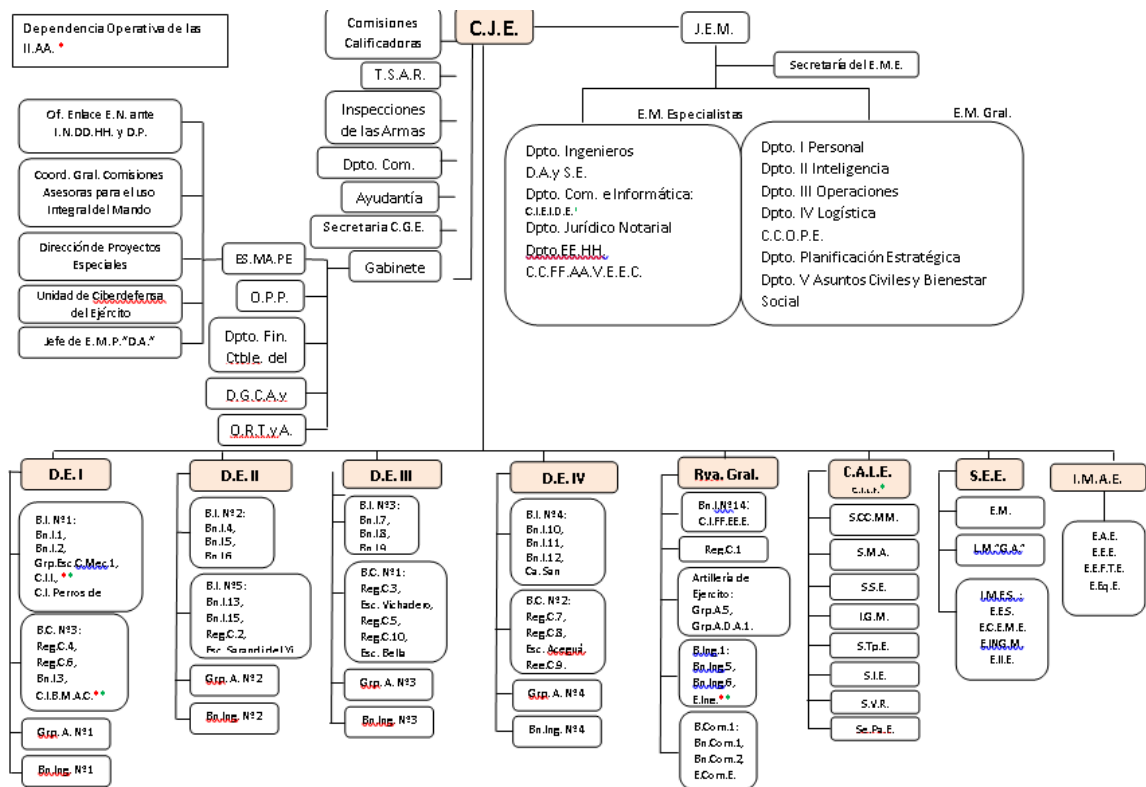 Dependencia Operativa de las
II.AA. *
Comisiones
Calificadoras
C.J.E.
J.E.M.
Secretaría del E.M.E.
T.S.A.R.
Inspecciones
de las Armas
Dpto. Com.
Ayudantía
Secretaria C.G.E.
Gabinete
Of. Enlace E.N. ante
I.N.DD.HH. y D.P.
Coord. Gral. Comisiones
Asesoras para el uso
Integral del Mando
Dirección de Proyectos
Especiales
Unidad de Ciberdefensa
del Ejército
Jefe de E.M.P."D.A."
ES.MA.PE
O.P.P.
Dpto. Fin.
Ctble. del
D.G.C.A.y
O.R.T.yA.
E.M. Especialistas
Dpto. Ingenieros
D.A.y S.E.
Dpto. Com. e Informática:
C.I.E.I.D.E.
Dpto. Jurídico Notarial
Dpto.EE.HH.
C.C.FF.AA.V.E.E.C.
E.M. Gral.
Dpto. I Personal
Dpto. II Inteligencia
Dpto. III Operaciones
Dpto. IV Logística
C.C.O.P.E.
Dpto. Planificación Estratégica
Dpto. V Asuntos Civiles y Bienestar
Social
D.E. I
B.I. Nº1:
Bn.I.1,
Bn.I.2,
Grp.Esc.C.Mec.1,
C.I.I., **
C.I. Perros de
B.C. Nº3:
Reg.C.4,
Reg.C.6,
Bn.I.3,
C.I.B.M.A.C.**
Grp. A. Nº1
Bn.Ing. Nº1
D.E. II
B.I. Nº2:
Bn.I.4,
Bn.I.5,
Bn.I.6
B.I. Nº5:
Bn.I.13,
Bn.I.15,
Reg.C.2,
Esc. Sarandí del Yi
Grp. A. Nº2
Bn.Ing. Nº2
D.E. III
B.I. Nº3:
Bn.I.7,
Bn.I.8,
Bn.I.9
B.C. Nº1:
Reg.C.3,
Esc. Vichadero,
Reg.C.5,
Reg.C.10,
Esc. Bella
Grp. A. Nº3
Bn.Ing. Nº3
D.E. IV
B.I. Nº4:
Bn.I.10,
Bn.I.11,
Bn.I.12
Ca. San
B.C. Nº2:
Reg.C.7,
Reg.C.8,
Esc. Aceguá,
Reg.C.9.
Grp. A. Nº4
Bn.Ing. Nº4
Rva. Gral.
Bn.I.Nº14:
C.I.FF.EE.E.
Reg.C.1
Artillería de
Ejercito:
Grp.A.5,
Grp.A.D.A.1.
B.Ing.1:
Bn.Ing.5,
Bn.Ing.6,
E.Ing.**
B.Com.1:
Bn.Com.1,
Bn.Com.2,
E.Com.E.
C.A.L.E.
S.CC.MM.
S.M.A.
S.S.E.
I.G.M.
S.Tp.E.
S.I.E.
S.V.R.
Se.Pa.E.
S.E.E.
E.M.
L.M."G.A."
I.M.E.S. :
E.E.S.
E.C.E.M.E.
E.ING.M.
E.II.E.
I.M.A.E.
E.A.E.
E.E.E.
E.E.F.T.E.
E.Eq.E.